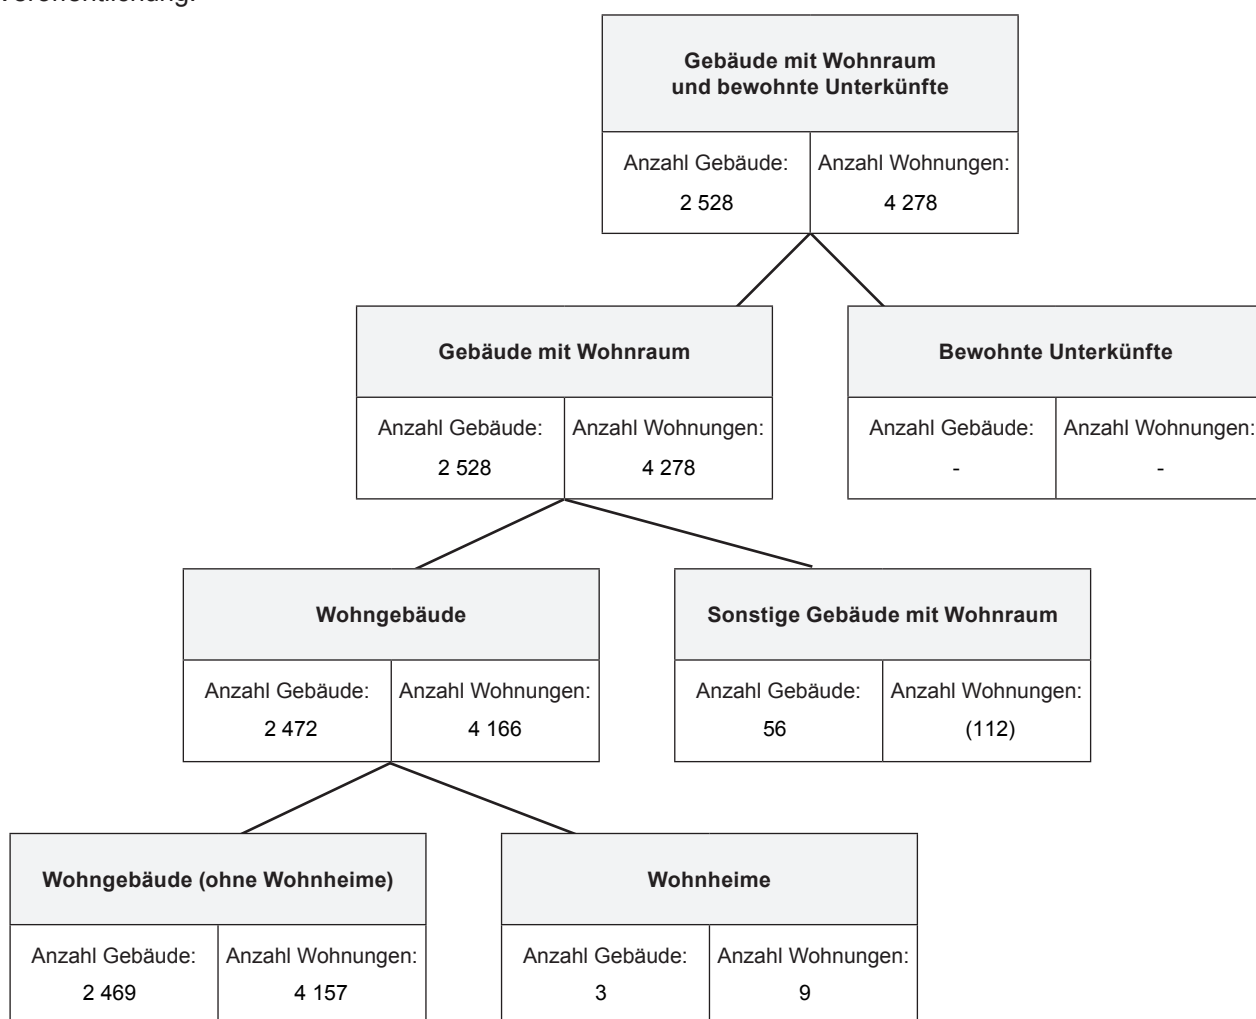 Veröffentlichung.
Gebäude mit Wohnraum
und bewohnte Unterkünfte
Anzahl Gebäude: Anzahl Wohnungen:
2 528 4 278
Gebäude mit Wohnraum Bewohnte Unterkünfte
Anzahl Gebäude: Anzahl Wohnungen: Anzahl Gebäude: Anzahl Wohnungen:
2 528 4 278 - -
Wohngebäude Sonstige Gebäude mit Wohnraum
Anzahl Gebäude: Anzahl Wohnungen: Anzahl Gebäude: Anzahl Wohnungen:
2 472 4 166 56 (112)
Wohngebäude (ohne Wohnheime) Wohnheime
Anzahl Gebäude: Anzahl Wohnungen: Anzahl Gebäude: Anzahl Wohnungen:
2 469 4 157 3 9